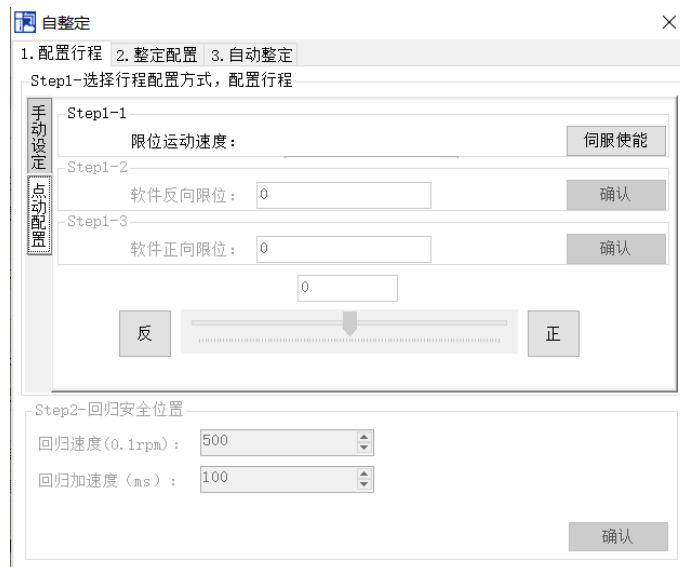 自整定
1.配置行程 2.整定配置 3.自动整定
Step1-选择行程配置方式，配置行程
手动设定
点动配置
Step1-1
限位运动速度： 伺服使能
Step1-2
软件反向限位： 0 确认
Step1-3
软件正向限位： 0 确认
0
反 正
Step2-回归安全位置
回归速度(0.1rpm)： 500
回归加速度（ms）： 100
确认